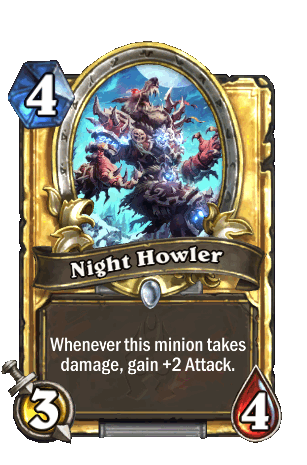 4
Night Howler
Whenever this minion takes
damage, gain +2 Attack.
3
4